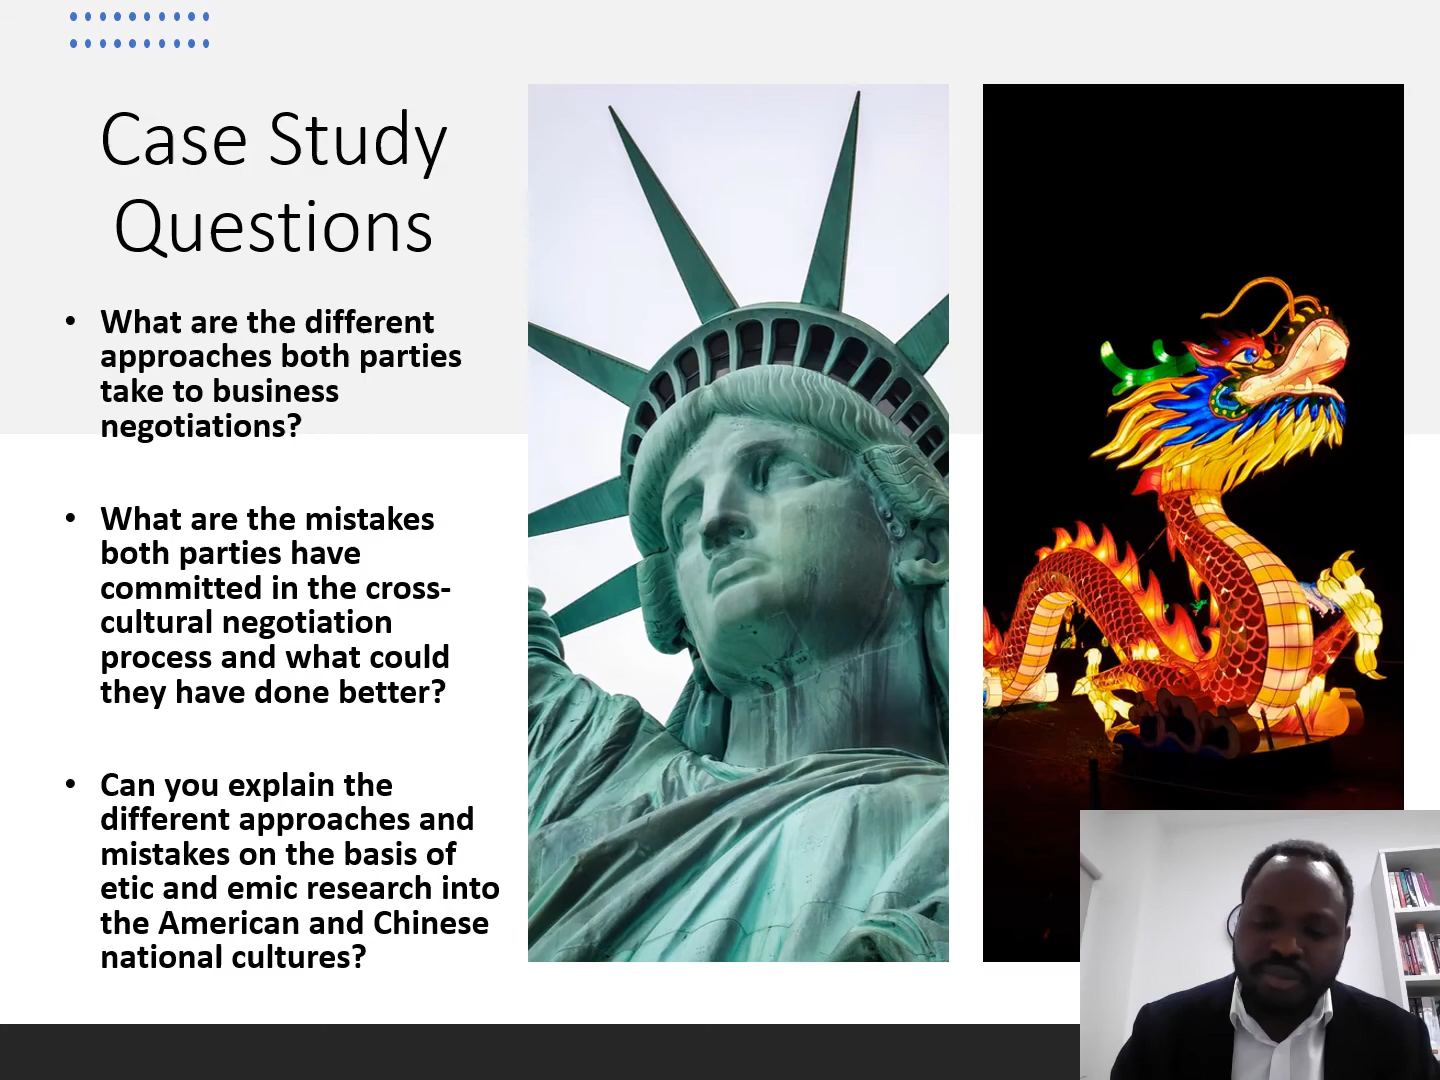 Case Study
Questions
• What are the different
approaches both parties
take to business
negotiations?
• What are the mistakes
both parties have
committed in the cross-
cultural negotiation
process and what could
they have done better?
• Can you explain the
different approaches and
mistakes on the basis of
etic and emic research into
the American and Chinese
national cultures?